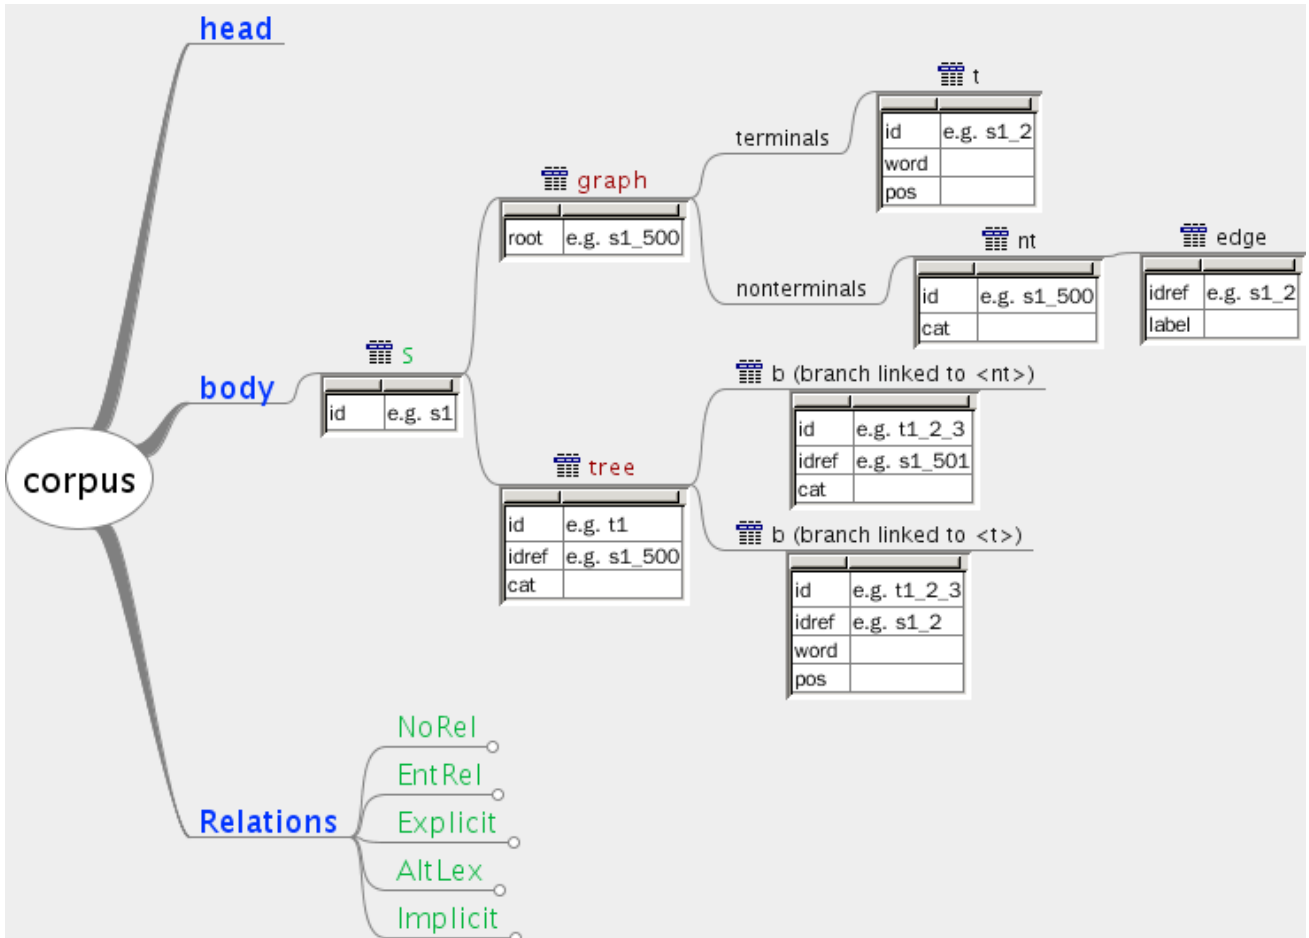 head
t
id e.g. s1_2
word
pos
terminals
graph
root e.g. s1_500
nt
id e.g. s1_500
cat
edge
idref e.g. s1_2
label
nonterminals
s
id e.g. s1
body
b (branch linked to <nt>)
id e.g. t1_2_3
idref e.g. s1_501
cat
corpus
tree
id e.g. t1
idref e.g. s1_500
cat
b (branch linked to <t>)
id e.g. t1_2_3
idref e.g. s1_2
word
pos
NoRel
EntRel
Relations
Explicit
AltLex
Implicit